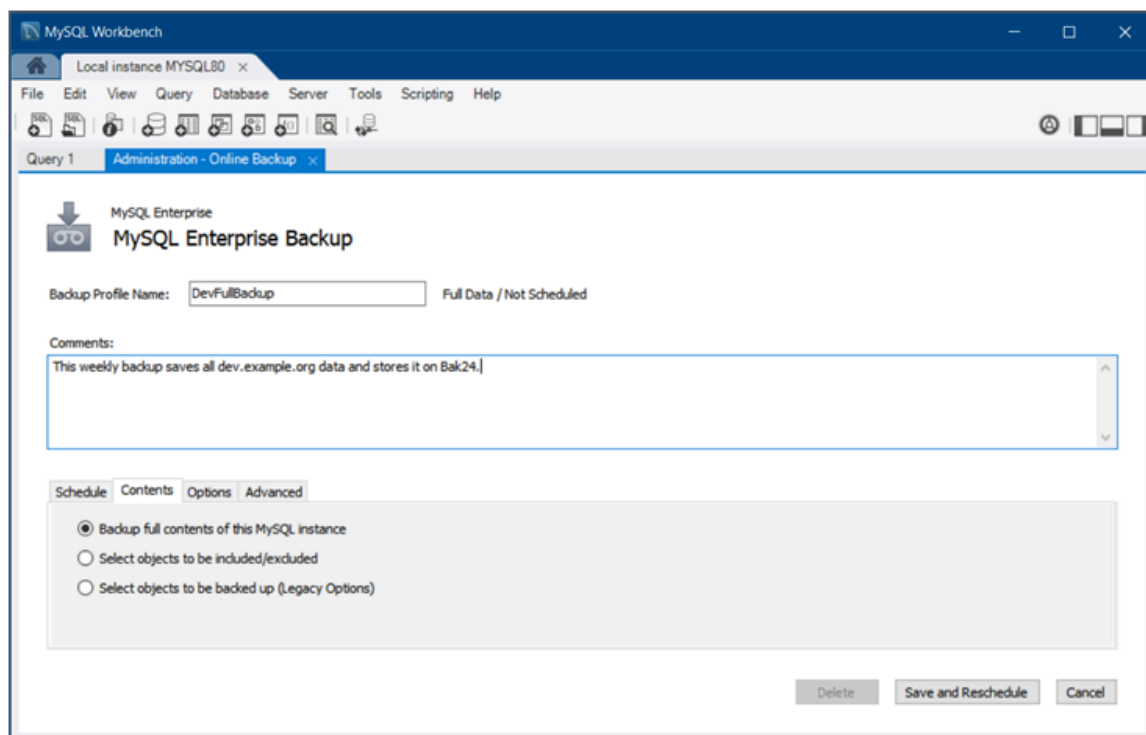 MySQL Workbench
Local instance MYSQL80
File Edit View Query Database Server Tools Scripting Help
Query 1 Administration - Online Backup
MySQL Enterprise
MySQL Enterprise Backup
Backup Profile Name: DevFullBackup Full Data / Not Scheduled
Comments:
This weekly backup saves all dev.example.org data and stores it on Bak24.
Schedule Contents Options Advanced
Backup full contents of this MySQL instance
Select objects to be included/excluded
Select objects to be backed up (Legacy Options)
Delete Save and Reschedule Cancel